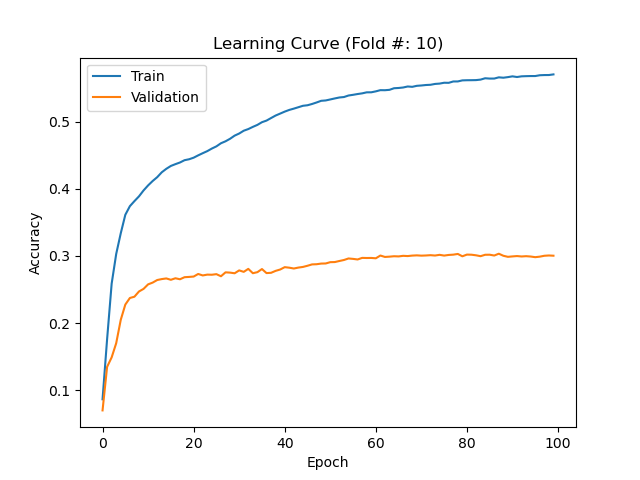 Learning Curve (Fold #: 10)
Train
Validation
0.5
0.4
0.3
0.2
0.1
Accuracy
0 20 40 60 80 100
Epoch